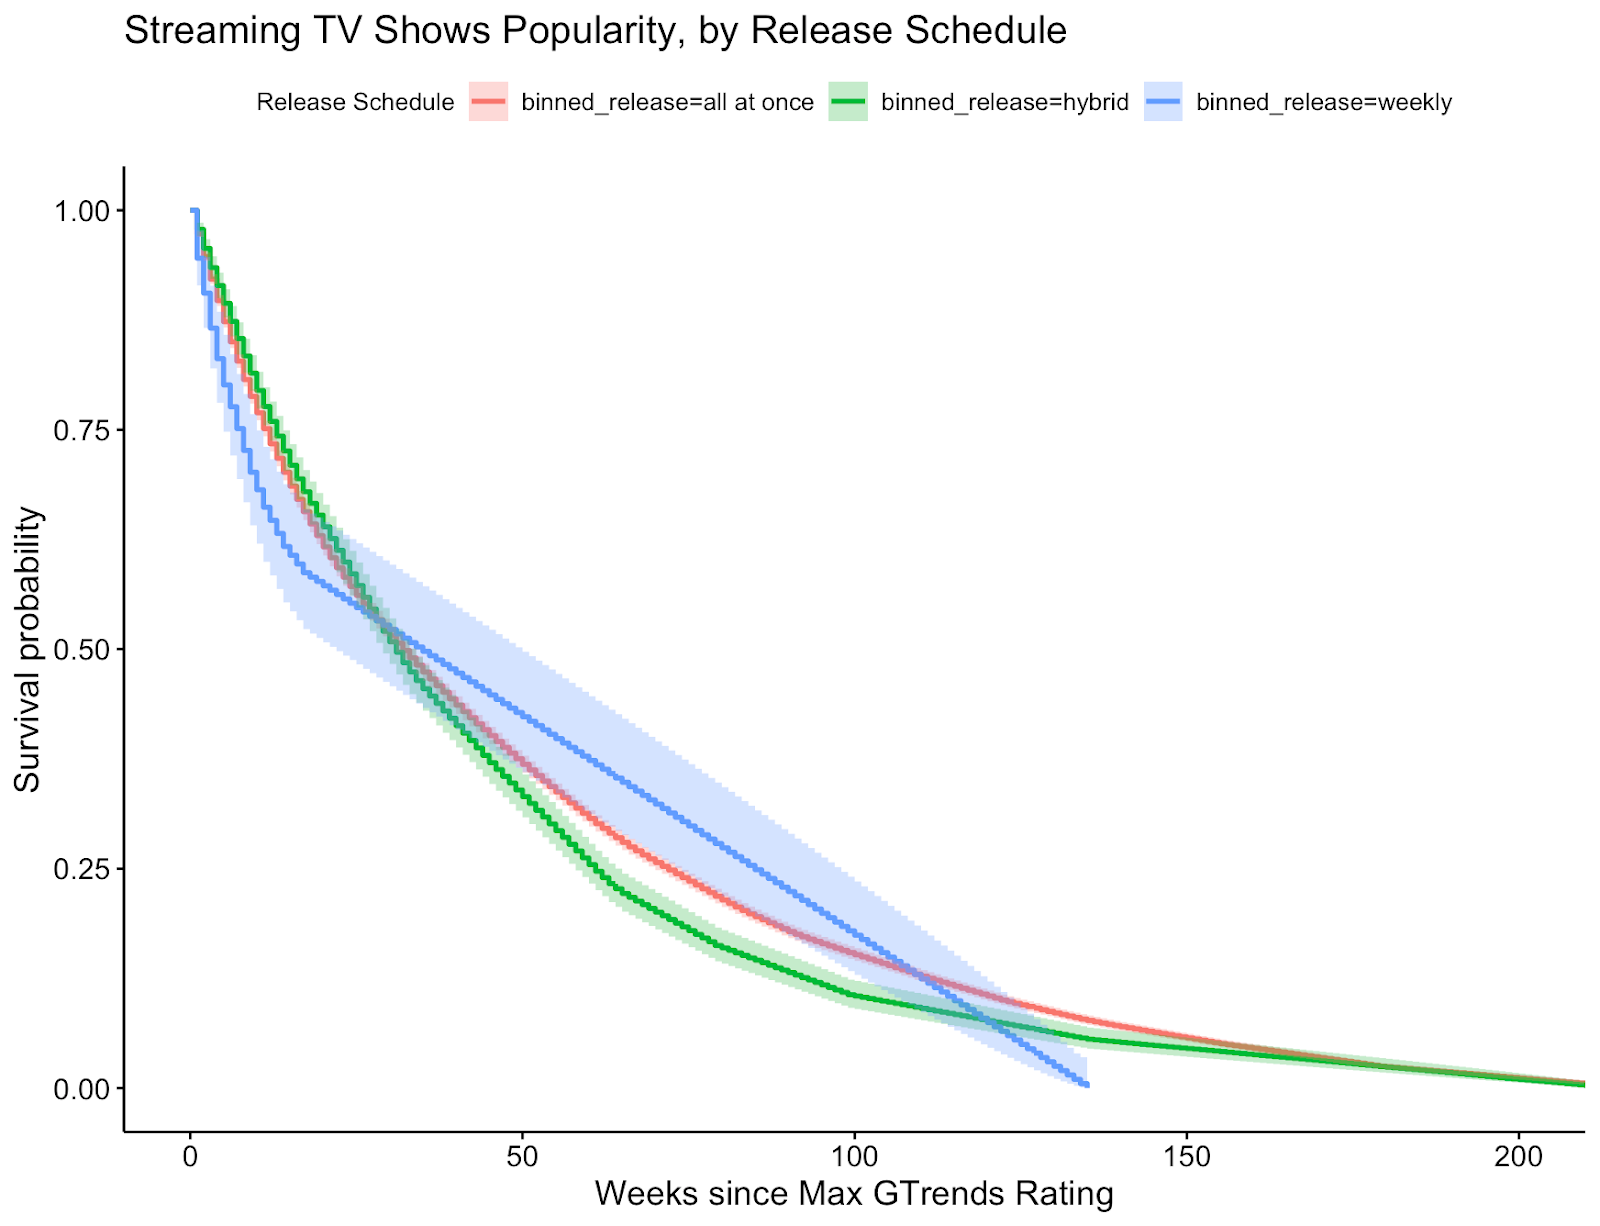 Streaming TV Shows Popularity, by Release Schedule
Release Schedule binned_release=all at once binned_release=hybrid binned_release=weekly
Survival probability
1.00
0.75
0.50
0.25
0.00
0 50 100 150 200
Weeks since Max GTrends Rating